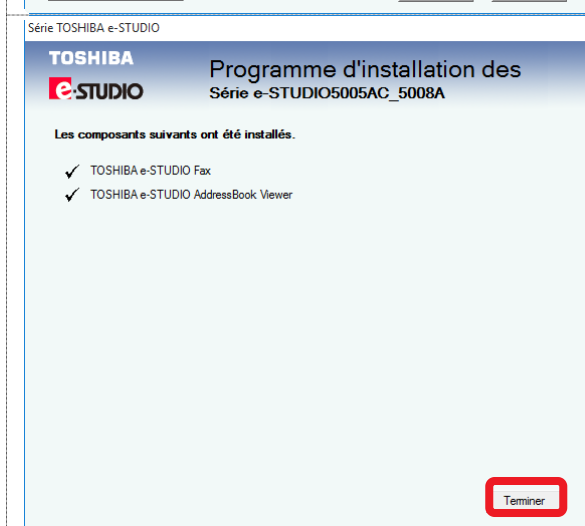 Série TOSHIBA e-STUDIO
TOSHIBA
e-STUDIO
Programme d'installation des
Série e-STUDIO5005AC_5008A
Les composants suivants ont été installés.
TOSHIBA e-STUDIO Fax
TOSHIBA e-STUDIO AddressBook Viewer
Terminer